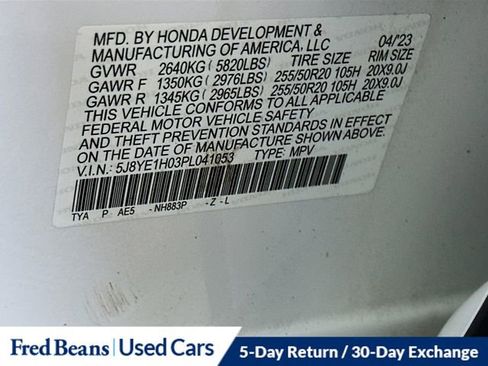 MFD. BY HONDA DEVELOPMENT &
MANUFACTURING OF AMERICA, LLC 04/23
GVWR 2640KG ( 5820LBS) TIRE SIZE RIM SIZE
GAWR F 1350KG ( 2976LBS) 255/50R20 105H 20X9.0J
GAWR R 1345KG ( 2965LBS) 255/50R20 105H 20X9.0J
THIS VEHICLE CONFORMS TO ALL APPLICABLE
FEDERAL MOTOR VEHICLE SAFETY
AND THEFT PREVENTION STANDARDS IN EFFECT
ON THE DATE OF MANUFACTURE SHOWN ABOVE.
V.I.N.: 5J8YE1H03PL041053 TYPE: MPV
TYA P AE5 - NH883P - Z - L
Fred Beans Used Cars 5-Day Return / 30-Day Exchange